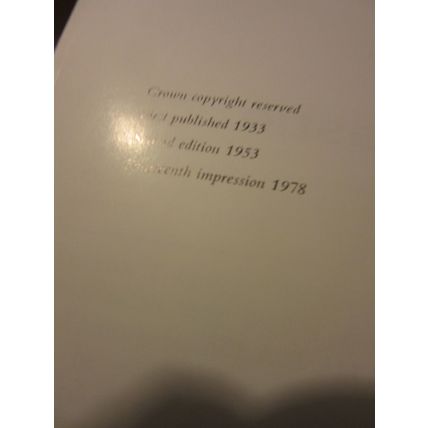 Crown copyright reserved
published 1933
edition 1953
impression 1978